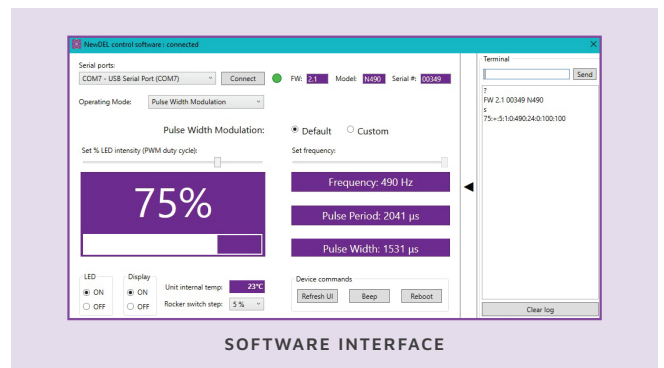 NewDEL control software : connected
Serial ports:
COM7 - USB Serial Port (COM7)
Connect
FW: 2.1 Model: N490 Serial #: 00349
Operating Mode: Pulse Width Modulation
Pulse Width Modulation:
Default Custom
Set % LED intensity (PWM duty cycle):
Set frequency:
75%
Frequency: 490 Hz
Pulse Period: 2041 µs
Pulse Width: 1531 µs
LED
ON
OFF
Display
ON
OFF
Unit internal temp: 23°C
Rocker switch step: 5 %
Device commands
Refresh UI Beep Reboot
Terminal
Send
?
FW 2.1 00349 N490
s
75:+:5:1:0:490:24:0:100:100
Clear log
SOFTWARE INTERFACE